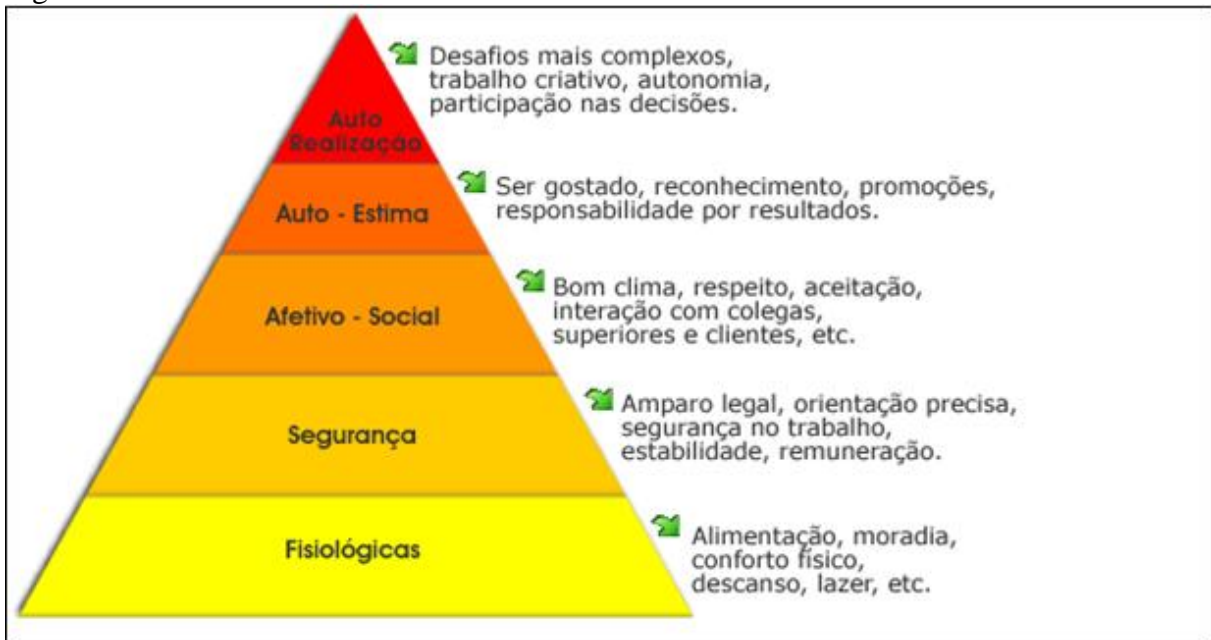 Desafios mais complexos,
trabalho criativo, autonomia,
participação nas decisões.
Auto
Realização
Ser gostado, reconhecimento, promoções,
responsabilidade por resultados.
Auto - Estima
Bom clima, respeito, aceitação,
interação com colegas,
superiores e clientes, etc.
Afetivo - Social
Amparo legal, orientação precisa,
segurança no trabalho,
estabilidade, remuneração.
Segurança
Alimentação, moradia,
conforto físico,
descanso, lazer, etc.
Fisiológicas